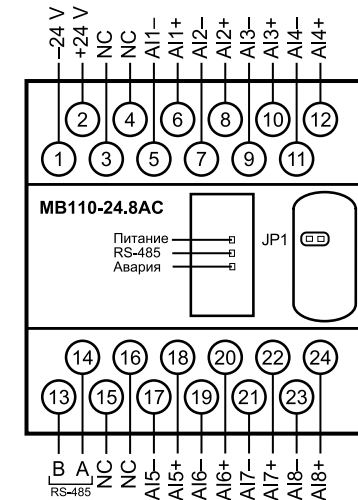 –24 V
+24 V
NC
NC
AI1–
AI1+
AI2–
AI2+
AI3–
AI3+
AI4–
AI4+
2 4 6 8 10 12
1 3 5 7 9 11
МВ110-24.8АС
Питание
RS-485
Авария
JP1
14 16 18 20 22 24
13 15 17 19 21 23
B
A
RS-485
NC
NC
AI5–
AI5+
AI6–
AI6+
AI7–
AI7+
AI8–
AI8+